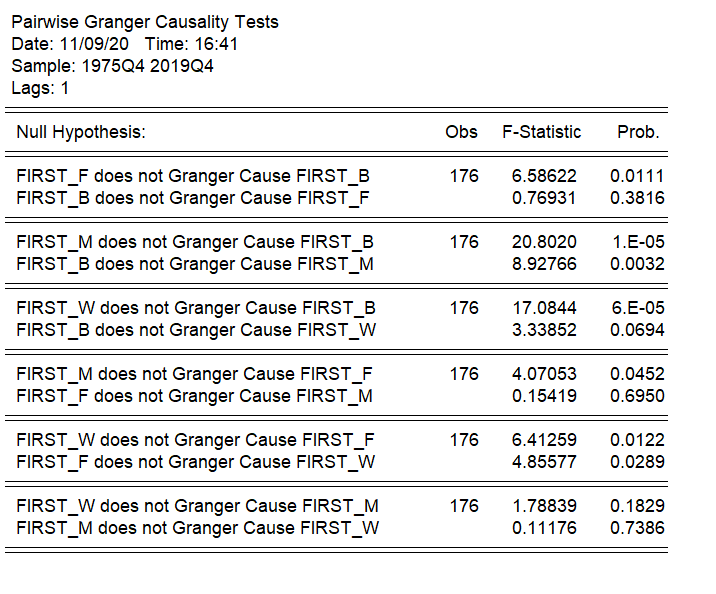 Pairwise Granger Causality Tests
Date: 11/09/20 Time: 16:41
Sample: 1975Q4 2019Q4
Lags: 1
Null Hypothesis: Obs F-Statistic Prob.
FIRST_F does not Granger Cause FIRST_B 176 6.58622 0.0111
FIRST_B does not Granger Cause FIRST_F 0.76931 0.3816
FIRST_M does not Granger Cause FIRST_B 176 20.8020 1.E-05
FIRST_B does not Granger Cause FIRST_M 8.92766 0.0032
FIRST_W does not Granger Cause FIRST_B 176 17.0844 6.E-05
FIRST_B does not Granger Cause FIRST_W 3.33852 0.0694
FIRST_M does not Granger Cause FIRST_F 176 4.07053 0.0452
FIRST_F does not Granger Cause FIRST_M 0.15419 0.6950
FIRST_W does not Granger Cause FIRST_F 176 6.41259 0.0122
FIRST_F does not Granger Cause FIRST_W 4.85577 0.0289
FIRST_W does not Granger Cause FIRST_M 176 1.78839 0.1829
FIRST_M does not Granger Cause FIRST_W 0.11176 0.7386